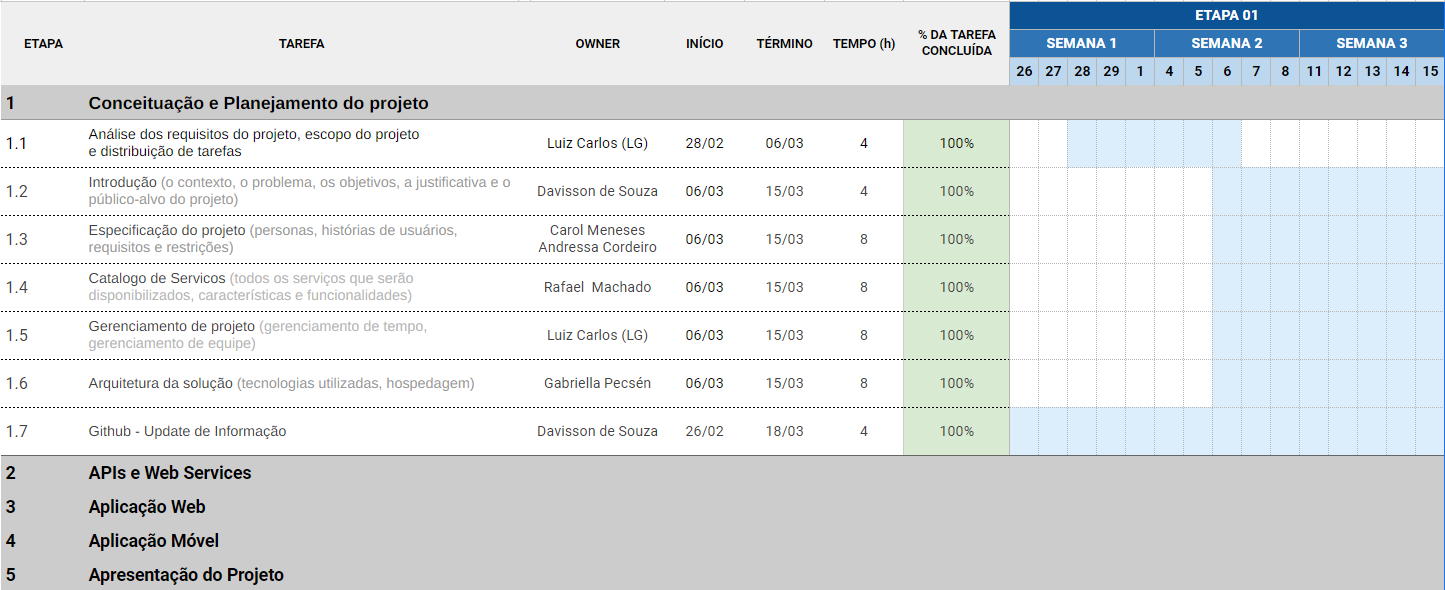 ETAPA TAREFA OWNER INÍCIO TÉRMINO TEMPO (h) % DA TAREFA
CONCLUÍDA
ETAPA 01
SEMANA 1 SEMANA 2 SEMANA 3
26 27 28 29 1 4 5 6 7 8 11 12 13 14 15
1 Conceituação e Planejamento do projeto
1.1 Análise dos requisitos do projeto, escopo do projeto
e distribuição de tarefas Luiz Carlos (LG) 28/02 06/03 4 100%
1.2 Introdução (o contexto, o problema, os objetivos, a justificativa e o
público-alvo do projeto) Davisson de Souza 06/03 15/03 4 100%
1.3 Especificação do projeto (personas, histórias de usuários,
requisitos e restrições) Carol Meneses
Andressa Cordeiro 06/03 15/03 8 100%
1.4 Catalogo de Servicos (todos os serviços que serão
disponibilizados, características e funcionalidades) Rafael Machado 06/03 15/03 8 100%
1.5 Gerenciamento de projeto (gerenciamento de tempo,
gerenciamento de equipe) Luiz Carlos (LG) 06/03 15/03 8 100%
1.6 Arquitetura da solução (tecnologias utilizadas, hospedagem) Gabriella Pecsén 06/03 15/03 8 100%
1.7 Github - Update de Informação Davisson de Souza 26/02 18/03 4 100%
2 APIs e Web Services
3 Aplicação Web
4 Aplicação Móvel
5 Apresentação do Projeto